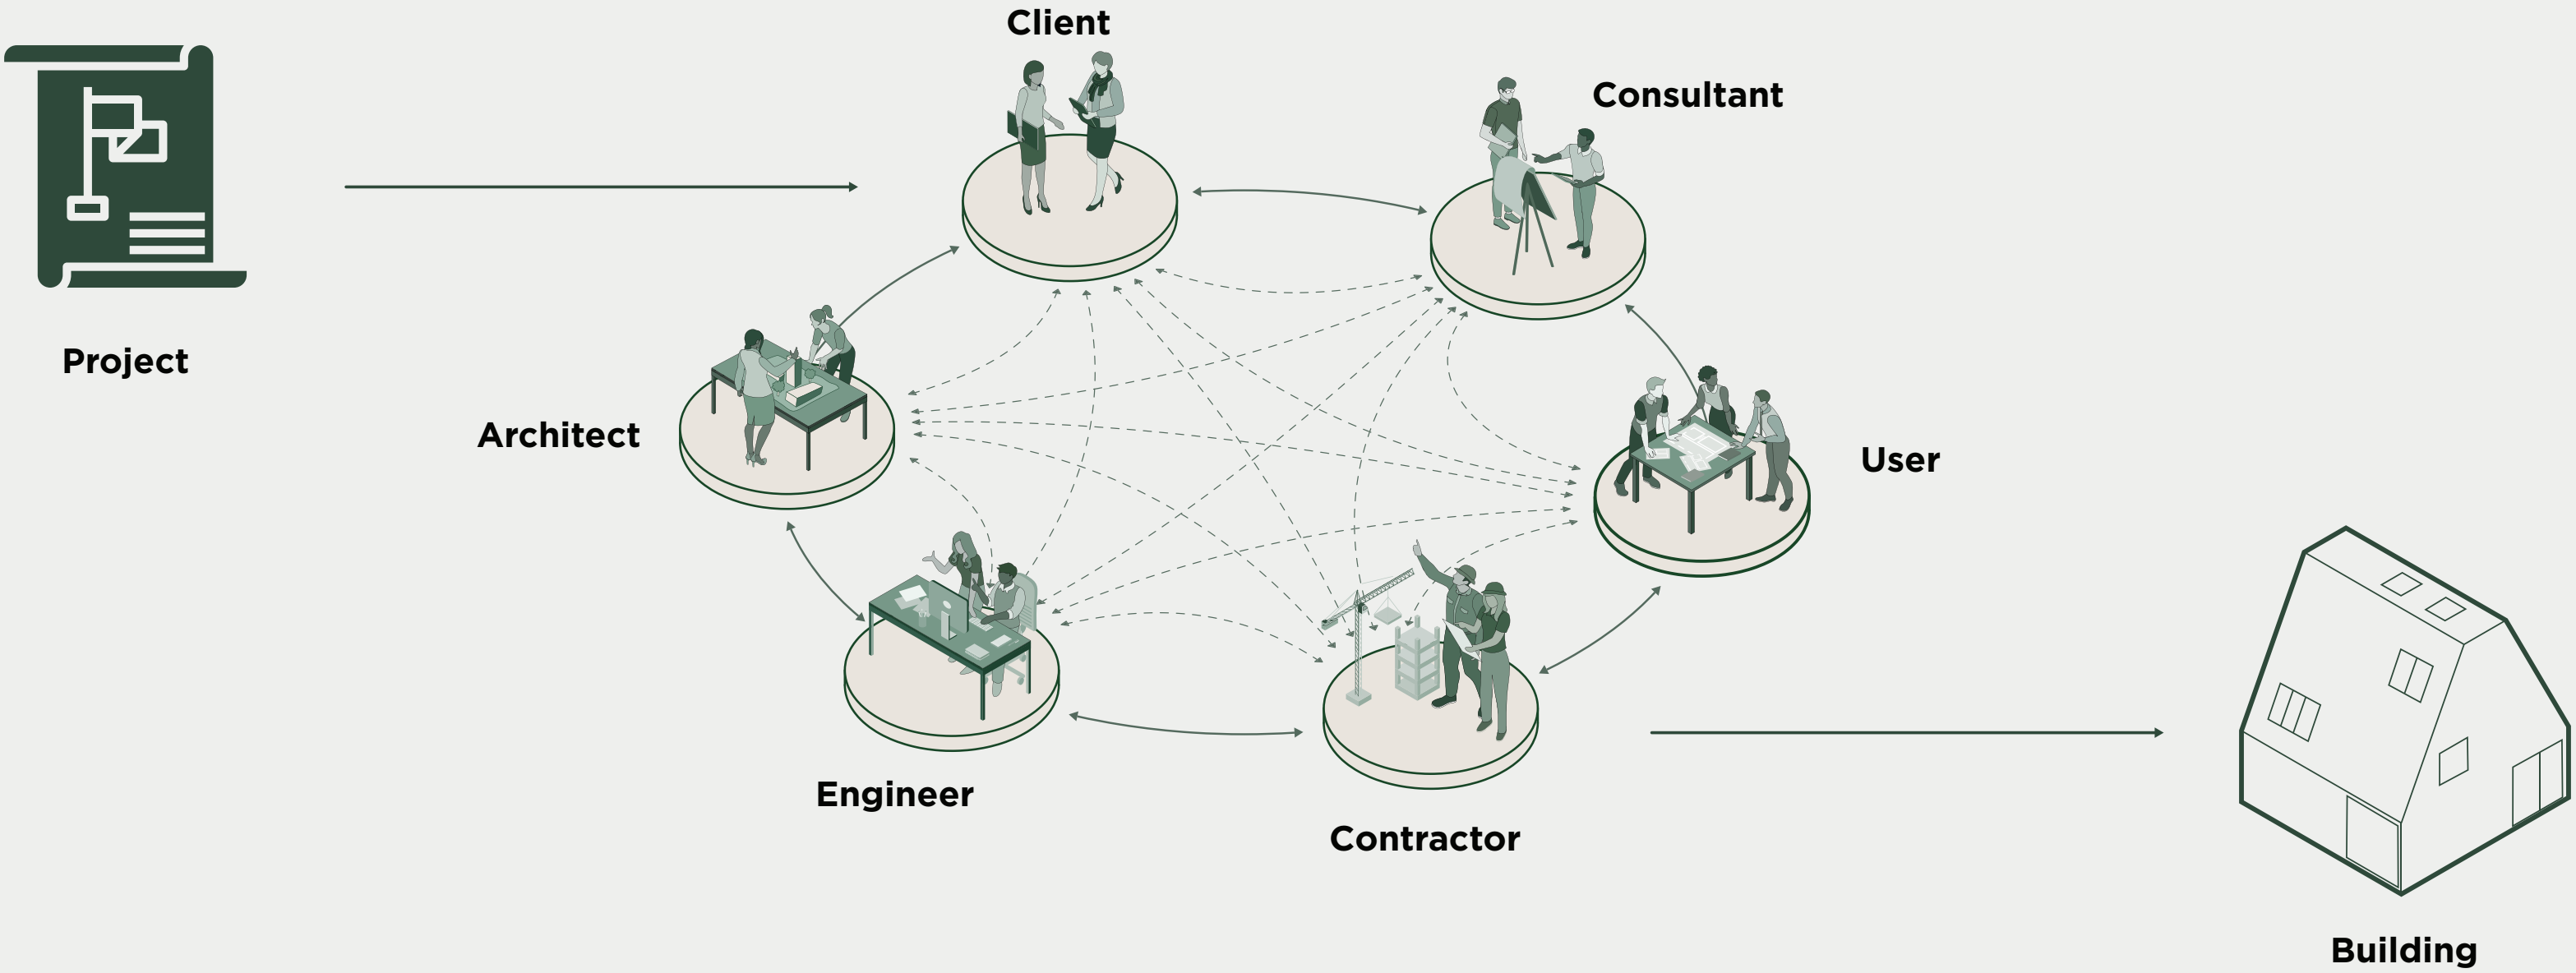 Client
Consultant
Project
Architect
User
Engineer
Contractor
Building